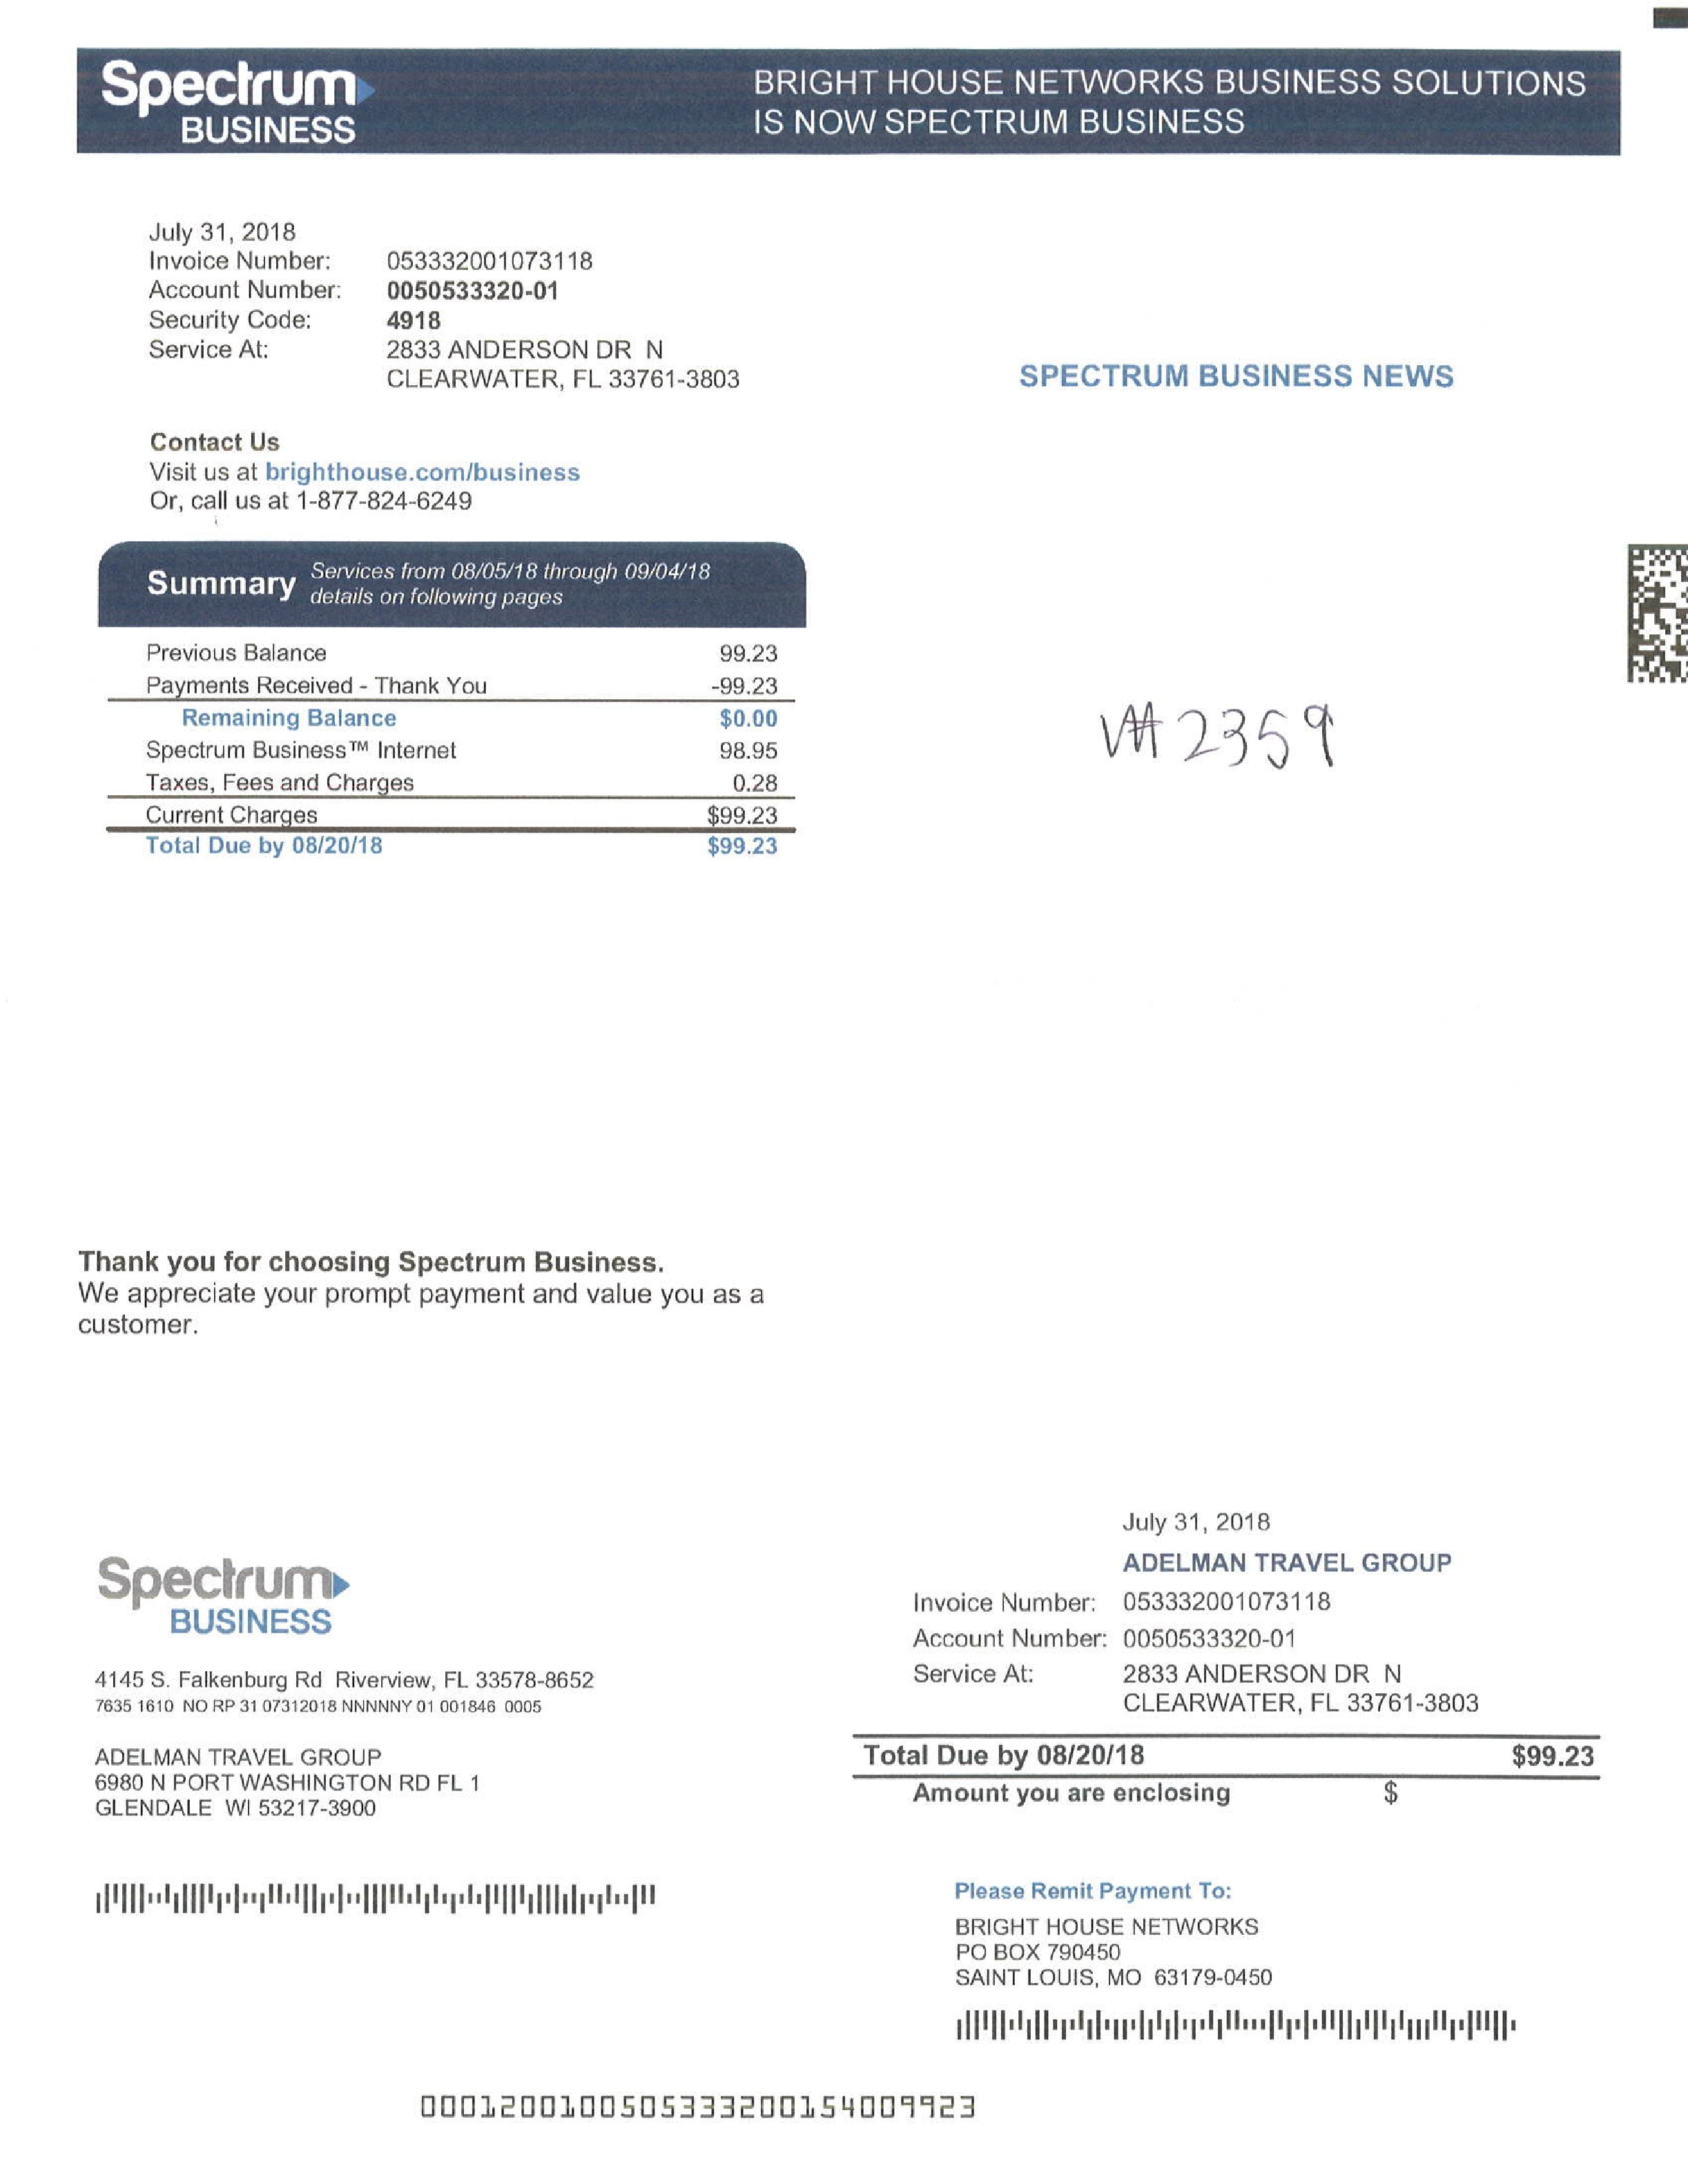 Spectrum
BUSINESS
BRIGHT HOUSE NETWORKS BUSINESS SOLUTIONS
IS NOW SPECTRUM BUSINESS
July 31, 2018
Invoice Number: 053332001073118
Account Number: 0050533320-01
Security Code: 4918
Service At: 2833 ANDERSON DR N
CLEARWATER, FL 33761-3803
SPECTRUM BUSINESS NEWS
Contact Us
Visit us at brighthouse.com/business
Or, call us at 1-877-824-6249
Summary Services from 08/05/18 through 09/04/18
details on following pages
Previous Balance 99.23
Payments Received - Thank You -99.23
Remaining Balance $0.00
Spectrum Business™ Internet 98.95
Taxes, Fees and Charges 0.28
Current Charges $99.23
Total Due by 08/20/18 $99.23
V# 2359
Thank you for choosing Spectrum Business.
We appreciate your prompt payment and value you as a
customer.
Spectrum
BUSINESS
4145 S. Falkenburg Rd Riverview, FL 33578-8652
7635 1610 NO RP 31 07312018 NNNNNY 01 001846 0005
ADELMAN TRAVEL GROUP
6980 N PORT WASHINGTON RD FL 1
GLENDALE WI 53217-3900
July 31, 2018
ADELMAN TRAVEL GROUP
Invoice Number: 053332001073118
Account Number: 0050533320-01
Service At: 2833 ANDERSON DR N
CLEARWATER, FL 33761-3803
Total Due by 08/20/18 $99.23
Amount you are enclosing $
Please Remit Payment To:
BRIGHT HOUSE NETWORKS
PO BOX 790450
SAINT LOUIS, MO 63179-0450
0001200100505333200154009923